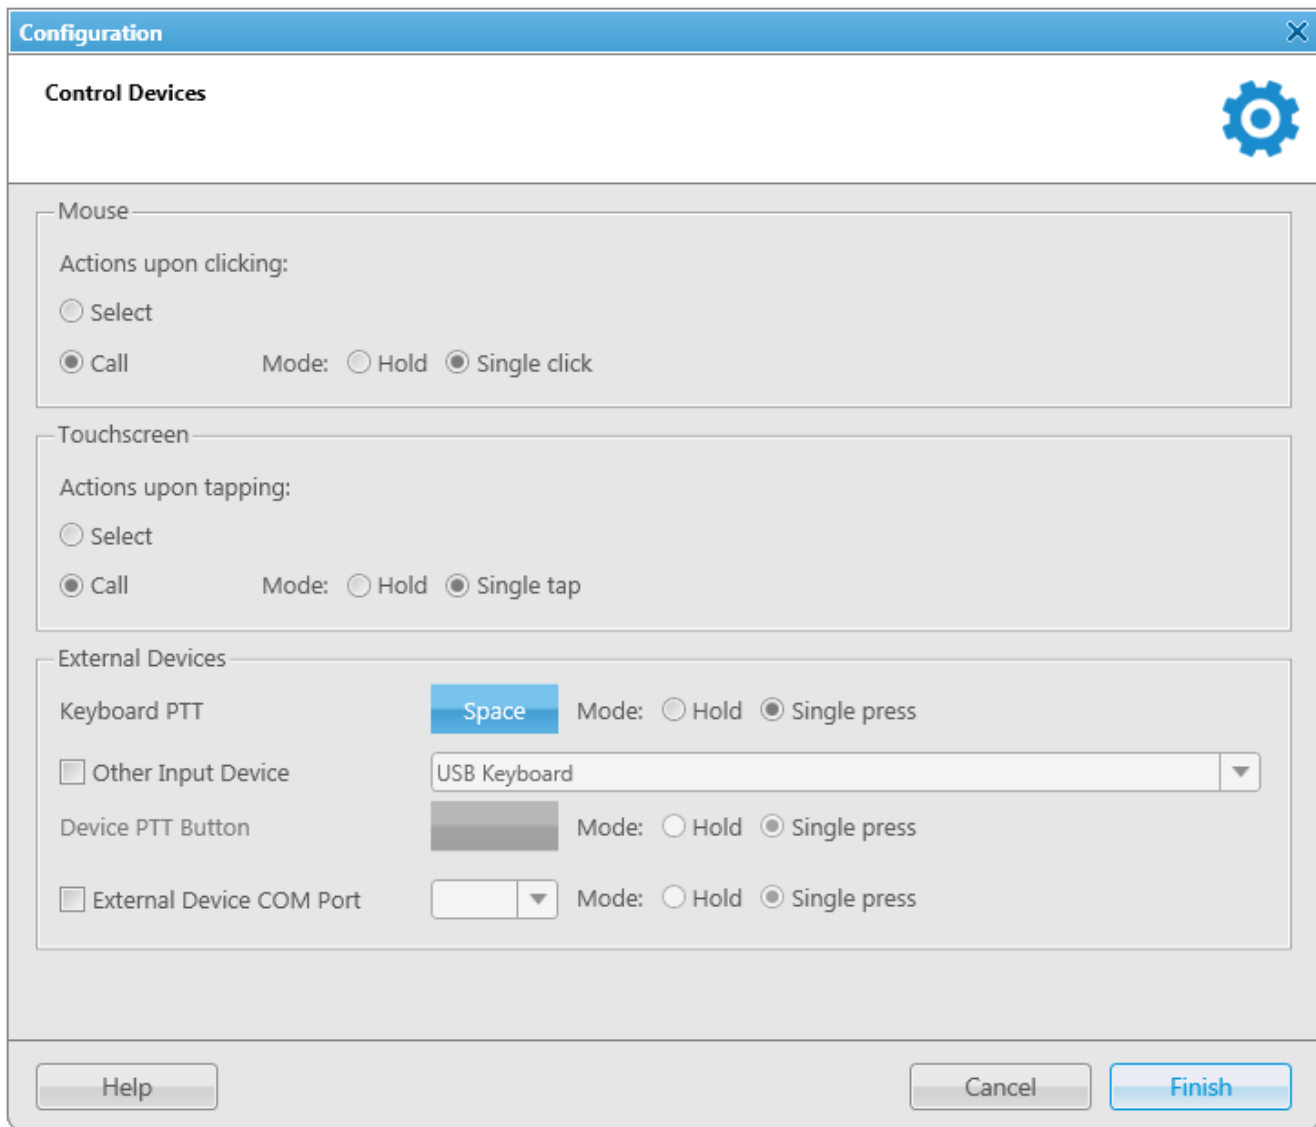 Configuration
Control Devices
Mouse
Actions upon clicking:
Select
Call Mode: Hold Single click
Touchscreen
Actions upon tapping:
Select
Call Mode: Hold Single tap
External Devices
Keyboard PTT Space Mode: Hold Single press
Other Input Device USB Keyboard
Device PTT Button Mode: Hold Single press
External Device COM Port Mode: Hold Single press
Help Cancel Finish